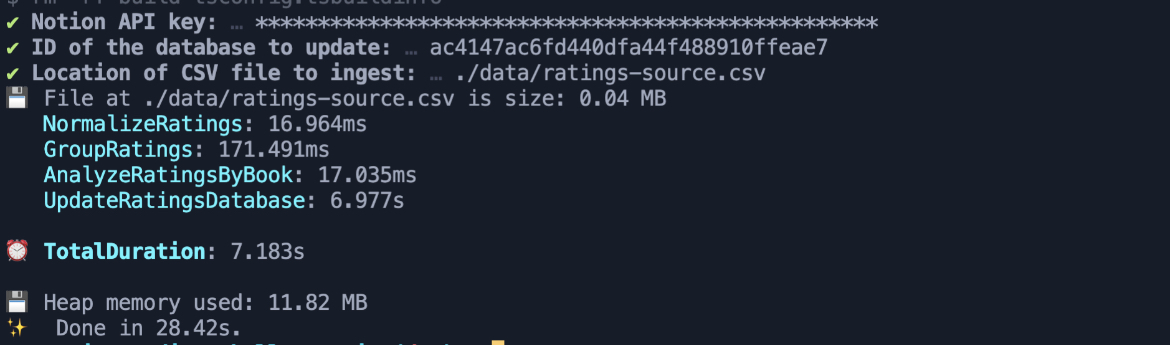 ✔ Notion API key: … **************************************************
✔ ID of the database to update: … ac4147ac6fd440dfa44f488910ffeae7
✔ Location of CSV file to ingest: … ./data/ratings-source.csv
💾 File at ./data/ratings-source.csv is size: 0.04 MB
NormalizeRatings: 16.964ms
GroupRatings: 171.491ms
AnalyzeRatingsByBook: 17.035ms
UpdateRatingsDatabase: 6.977s
⏰ TotalDuration: 7.183s
💾 Heap memory used: 11.82 MB
✨ Done in 28.42s.